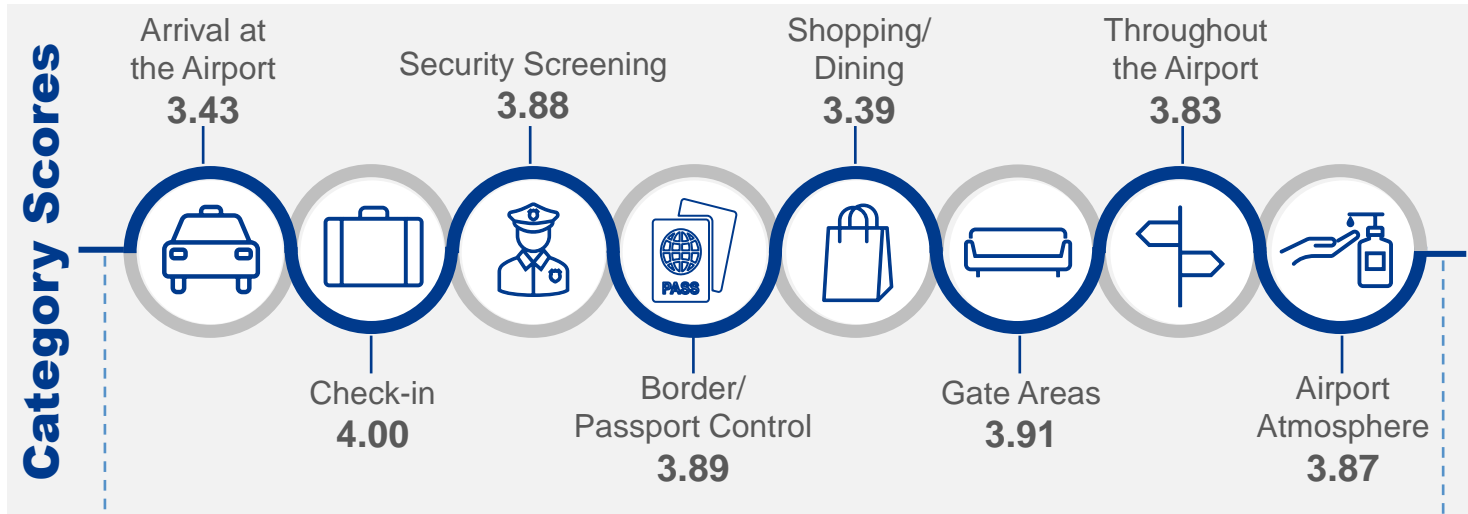 Category Scores
Arrival at
the Airport
3.43
Check-in
4.00
Security Screening
3.88
Border/
Passport Control
3.89
PASS
Shopping/
Dining
3.39
Gate Areas
3.91
Throughout
the Airport
3.83
Airport
Atmosphere
3.87